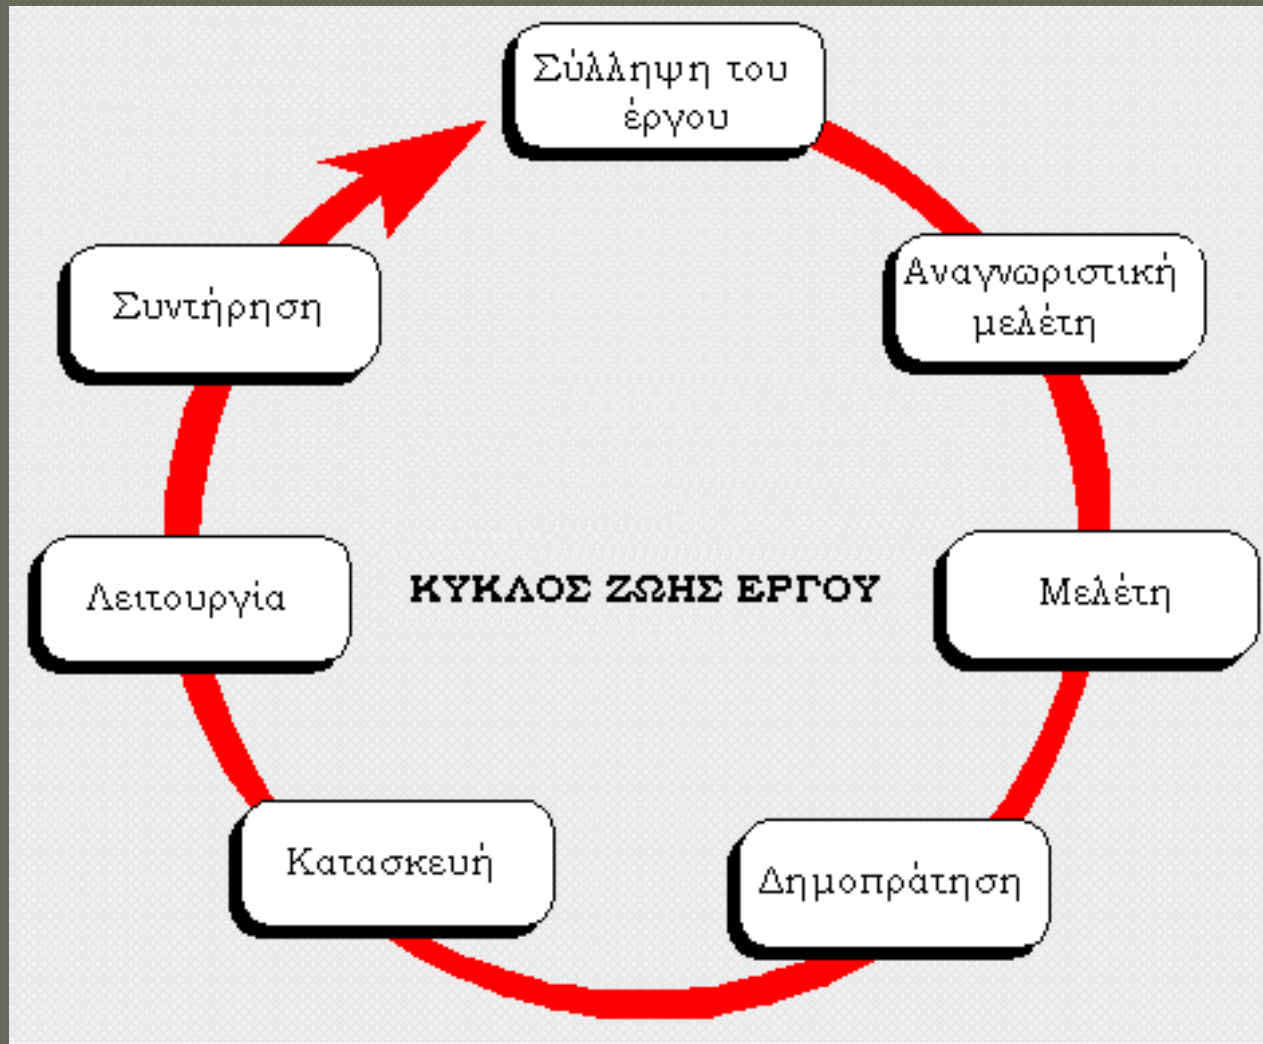 Σύλληψη του
έργου
Αναγνωριστική
μελέτη
Μελέτη
Δημοπράτηση
Κατασκευή
Λειτουργία
Συντήρηση
ΚΥΚΛΟΣ ΖΩΗΣ ΕΡΓΟΥ